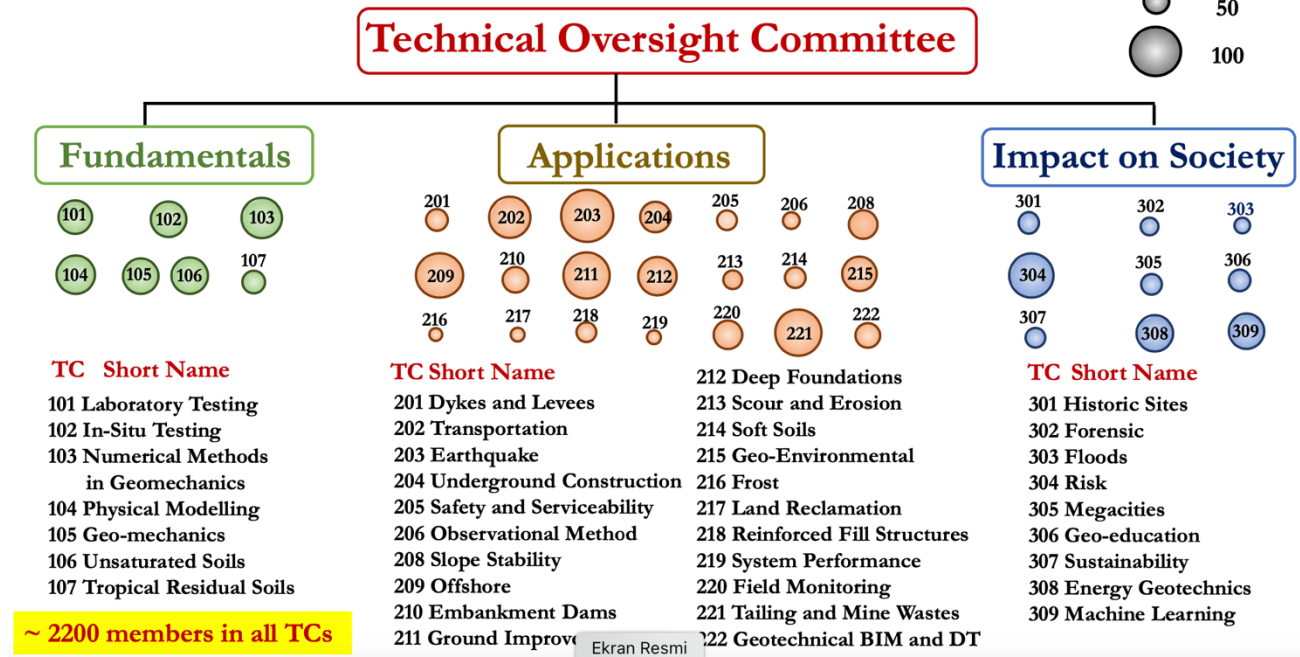 50
100
Technical Oversight Committee
Fundamentals
Applications
Impact on Society
101 102 103
104 105 106 107
201 202 203 204 205 206 208
209 210 211 212 213 214 215
216 217 218 219 220 221 222
301 302 303
304 305 306
307 308 309
TC Short Name
101 Laboratory Testing
102 In-Situ Testing
103 Numerical Methods
in Geomechanics
104 Physical Modelling
105 Geo-mechanics
106 Unsaturated Soils
107 Tropical Residual Soils
~ 2200 members in all TCs
TC Short Name
201 Dykes and Levees
202 Transportation
203 Earthquake
204 Underground Construction
205 Safety and Serviceability
206 Observational Method
208 Slope Stability
209 Offshore
210 Embankment Dams
211 Ground
212 Deep Foundations
213 Scour and Erosion
214 Soft Soils
215 Geo-Environmental
216 Frost
217 Land Reclamation
218 Reinforced Fill Structures
219 System Performance
220 Field Monitoring
221 Tailing and Mine Wastes
222 Geotechnical BIM and DT
TC Short Name
301 Historic Sites
302 Forensic
303 Floods
304 Risk
305 Megacities
306 Geo-education
307 Sustainability
308 Energy Geotechnics
309 Machine Learning
Ekran Resmi